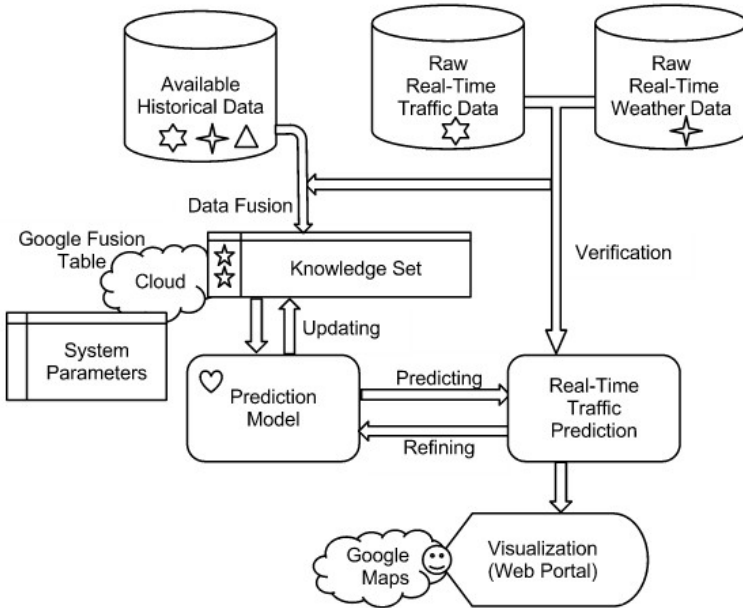 Available
Historical Data
Raw
Real-Time
Traffic Data
Raw
Real-Time
Weather Data
Data Fusion
Verification
Google Fusion
Table
Cloud
Knowledge Set
Updating
System
Parameters
Prediction
Model
Predicting
Refining
Real-Time
Traffic
Prediction
Google
Maps
Visualization
(Web Portal)